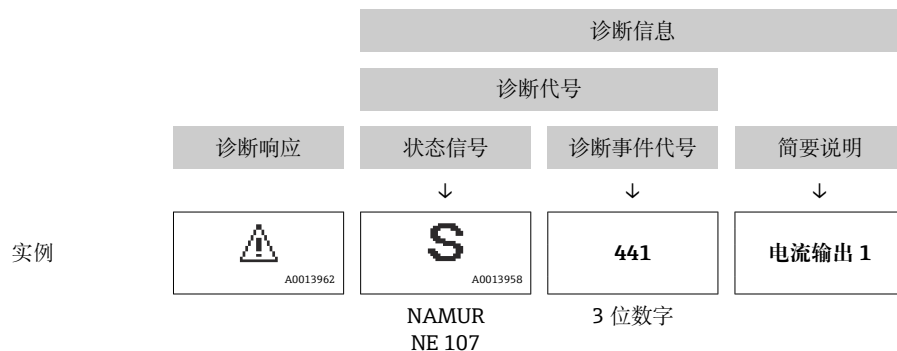 诊断信息
诊断代号
诊断响应 状态信号 诊断事件代号 简要说明
↓ ↓ ↓
实例 A0013962 S A0013958 441 电流输出 1
NAMUR 3 位数字
NE 107